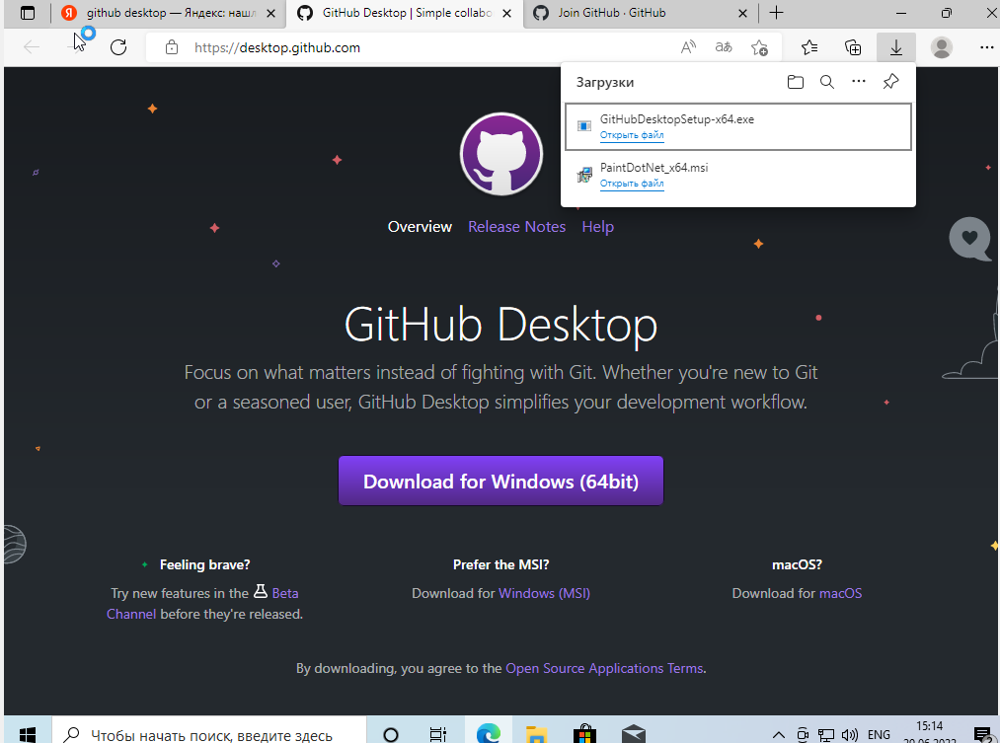 github desktop — Яндекс: нашл
GitHub Desktop | Simple collabo
Join GitHub · GitHub
https://desktop.github.com
Загрузки
GitHubDesktopSetup-x64.exe
Открыть файл
PaintDotNet_x64.msi
Открыть файл
Overview Release Notes Help
GitHub Desktop
Focus on what matters instead of fighting with Git. Whether you're new to Git
or a seasoned user, GitHub Desktop simplifies your development workflow.
Download for Windows (64bit)
Feeling brave?
Try new features in the Beta
Channel before they're released.
Prefer the MSI?
Download for Windows (MSI)
macOS?
Download for macOS
By downloading, you agree to the Open Source Applications Terms.
Чтобы начать поиск, введите здесь
ENG
15:14